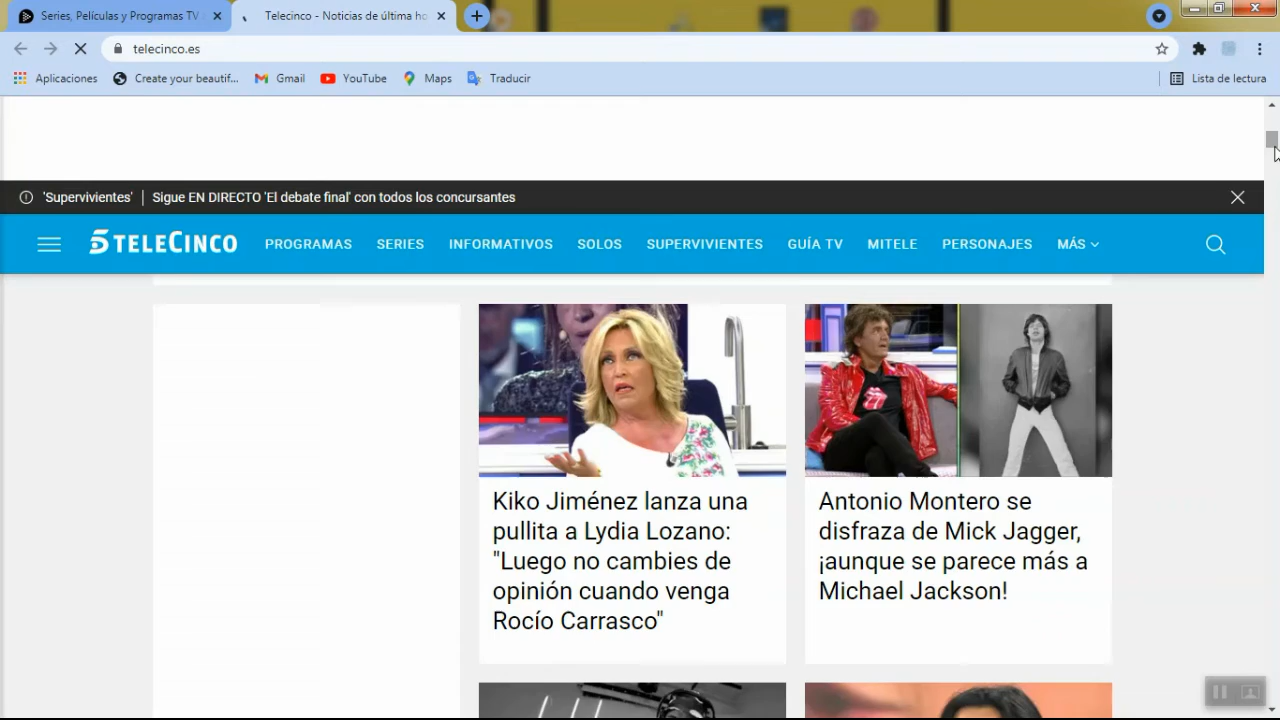 Series, Películas y Programas TV
Telecinco - Noticias de última ho
telecinco.es
Aplicaciones
Create your beautif...
Gmail
YouTube
Maps
Traducir
Lista de lectura
'Supervivientes' | Sigue EN DIRECTO 'El debate final' con todos los concursantes
TELECINCO
PROGRAMAS
SERIES
INFORMATIVOS
SOLOS
SUPERVIVIENTES
GUÍA TV
MITELE
PERSONAJES
MÁS
Kiko Jiménez lanza una
pullita a Lydia Lozano:
"Luego no cambies de
opinión cuando venga
Rocío Carrasco"
Antonio Montero se
disfraza de Mick Jagger,
¡aunque se parece más a
Michael Jackson!